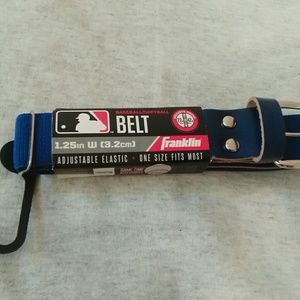 BASEBALL/SOFTBALL
BELT
1.25in W (3.2cm)
Franklin
ADJUSTABLE ELASTIC • ONE SIZE FITS MOST